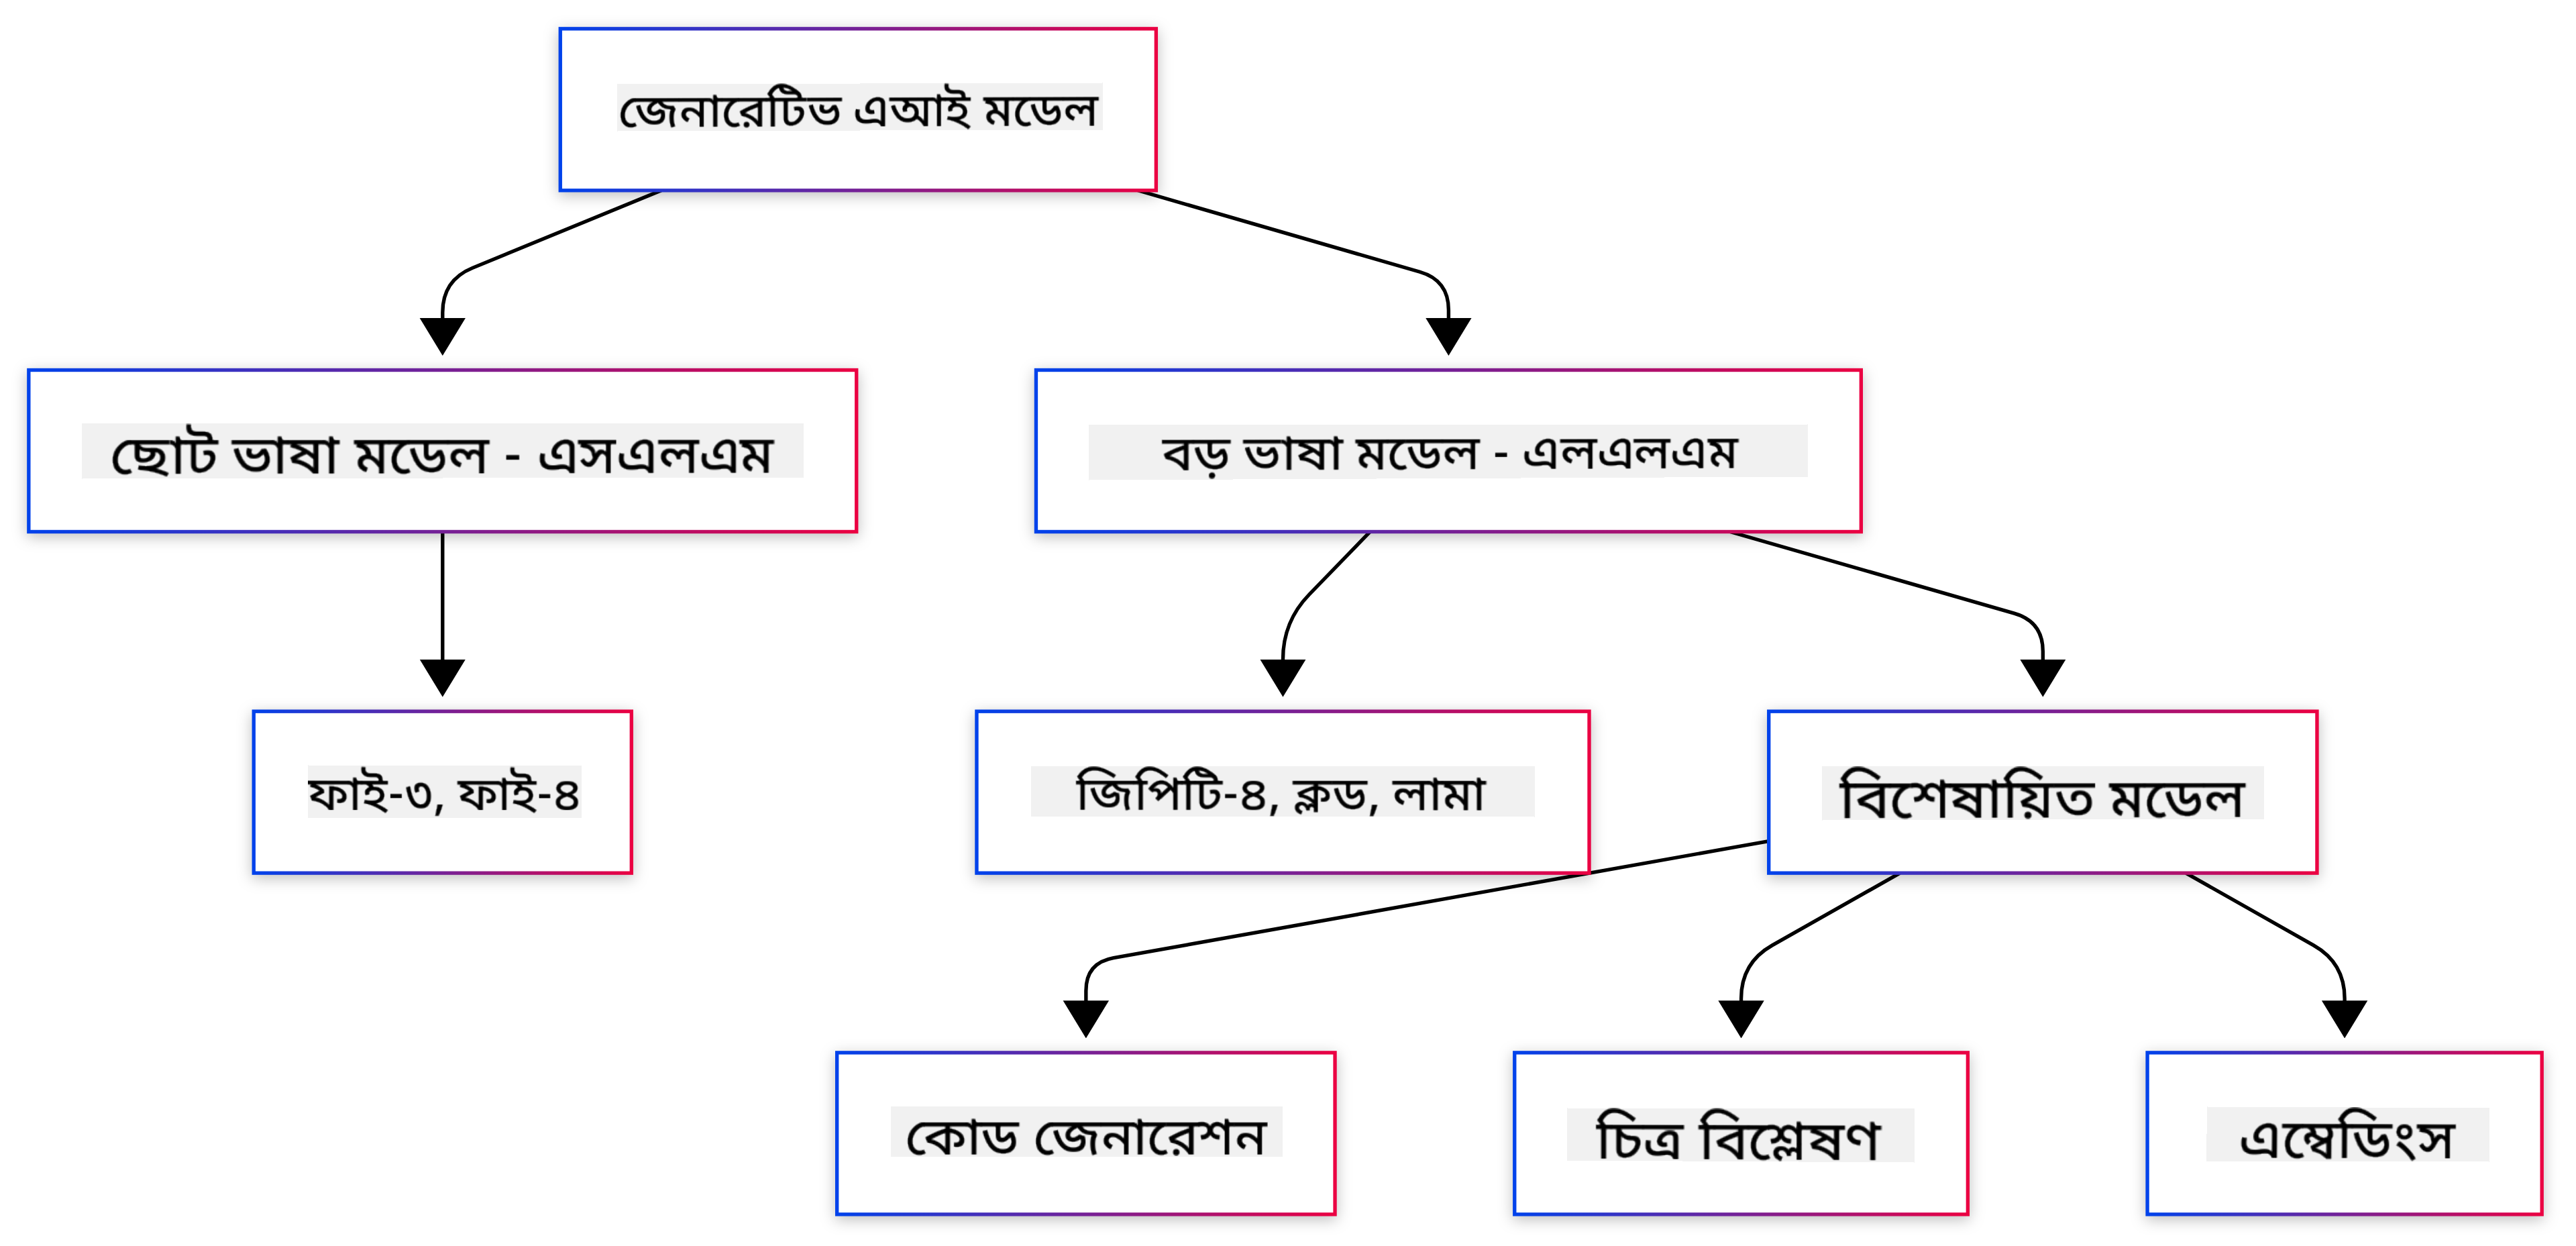 জেনারেটিভ এআই মডেল
ছোট ভাষা মডেল - এসএলএম
বড় ভাষা মডেল - এলএলএম
ফাই-৩, ফাই-৪
জিপিটি-৪, ক্লড, লামা
বিশেষায়িত মডেল
কোড জেনারেশন
চিত্র বিশ্লেষণ
এম্বেডিংস